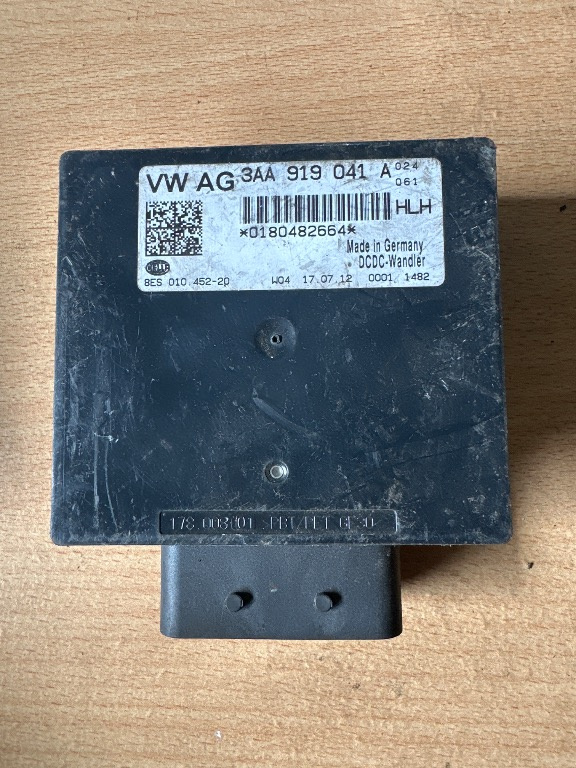 VW AG 3AA 919 041 A 024
061
HLH
*0180482664*
Made in Germany
DCDC-Wandler
HELLA
8ES 010.452-20 W04 17.07.12 0001 1482